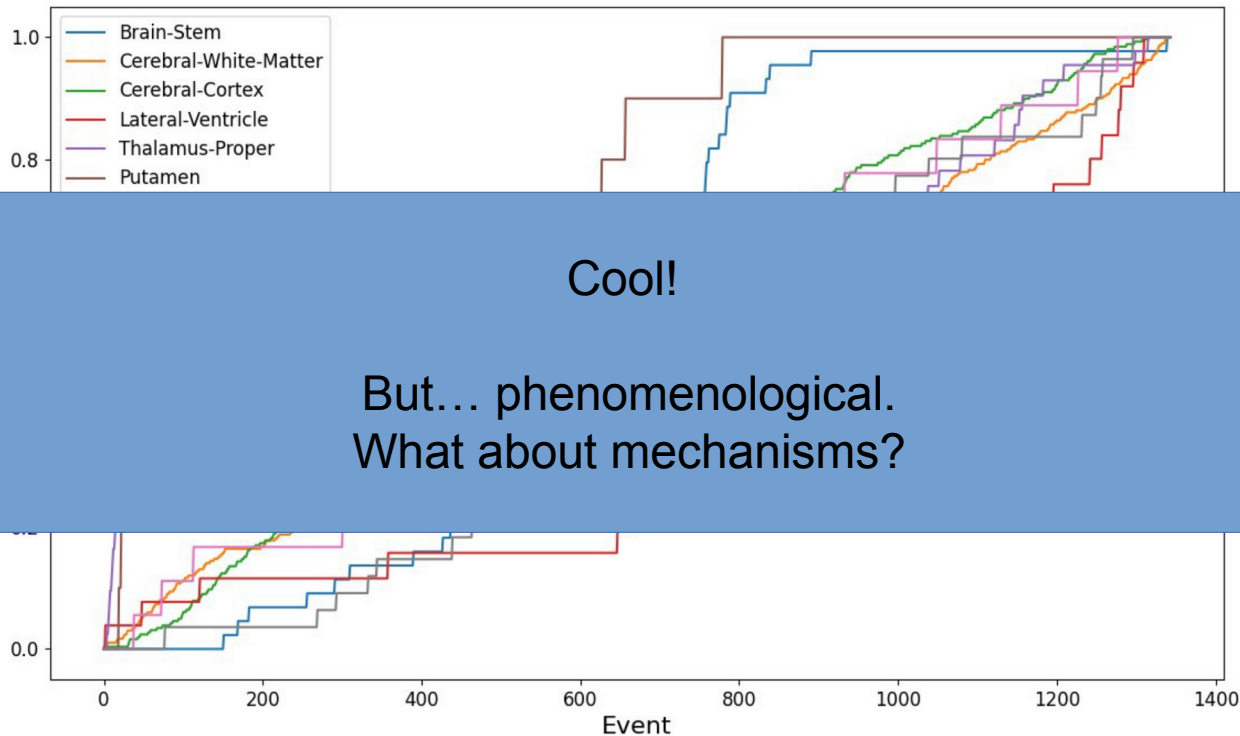 1.0
Brain-Stem
Cerebral-White-Matter
Cerebral-Cortex
Lateral-Ventricle
Thalamus-Proper
Putamen
0.8
Cool!
But… phenomenological.
What about mechanisms?
0.0
0 200 400 600 800 1000 1200 1400
Event